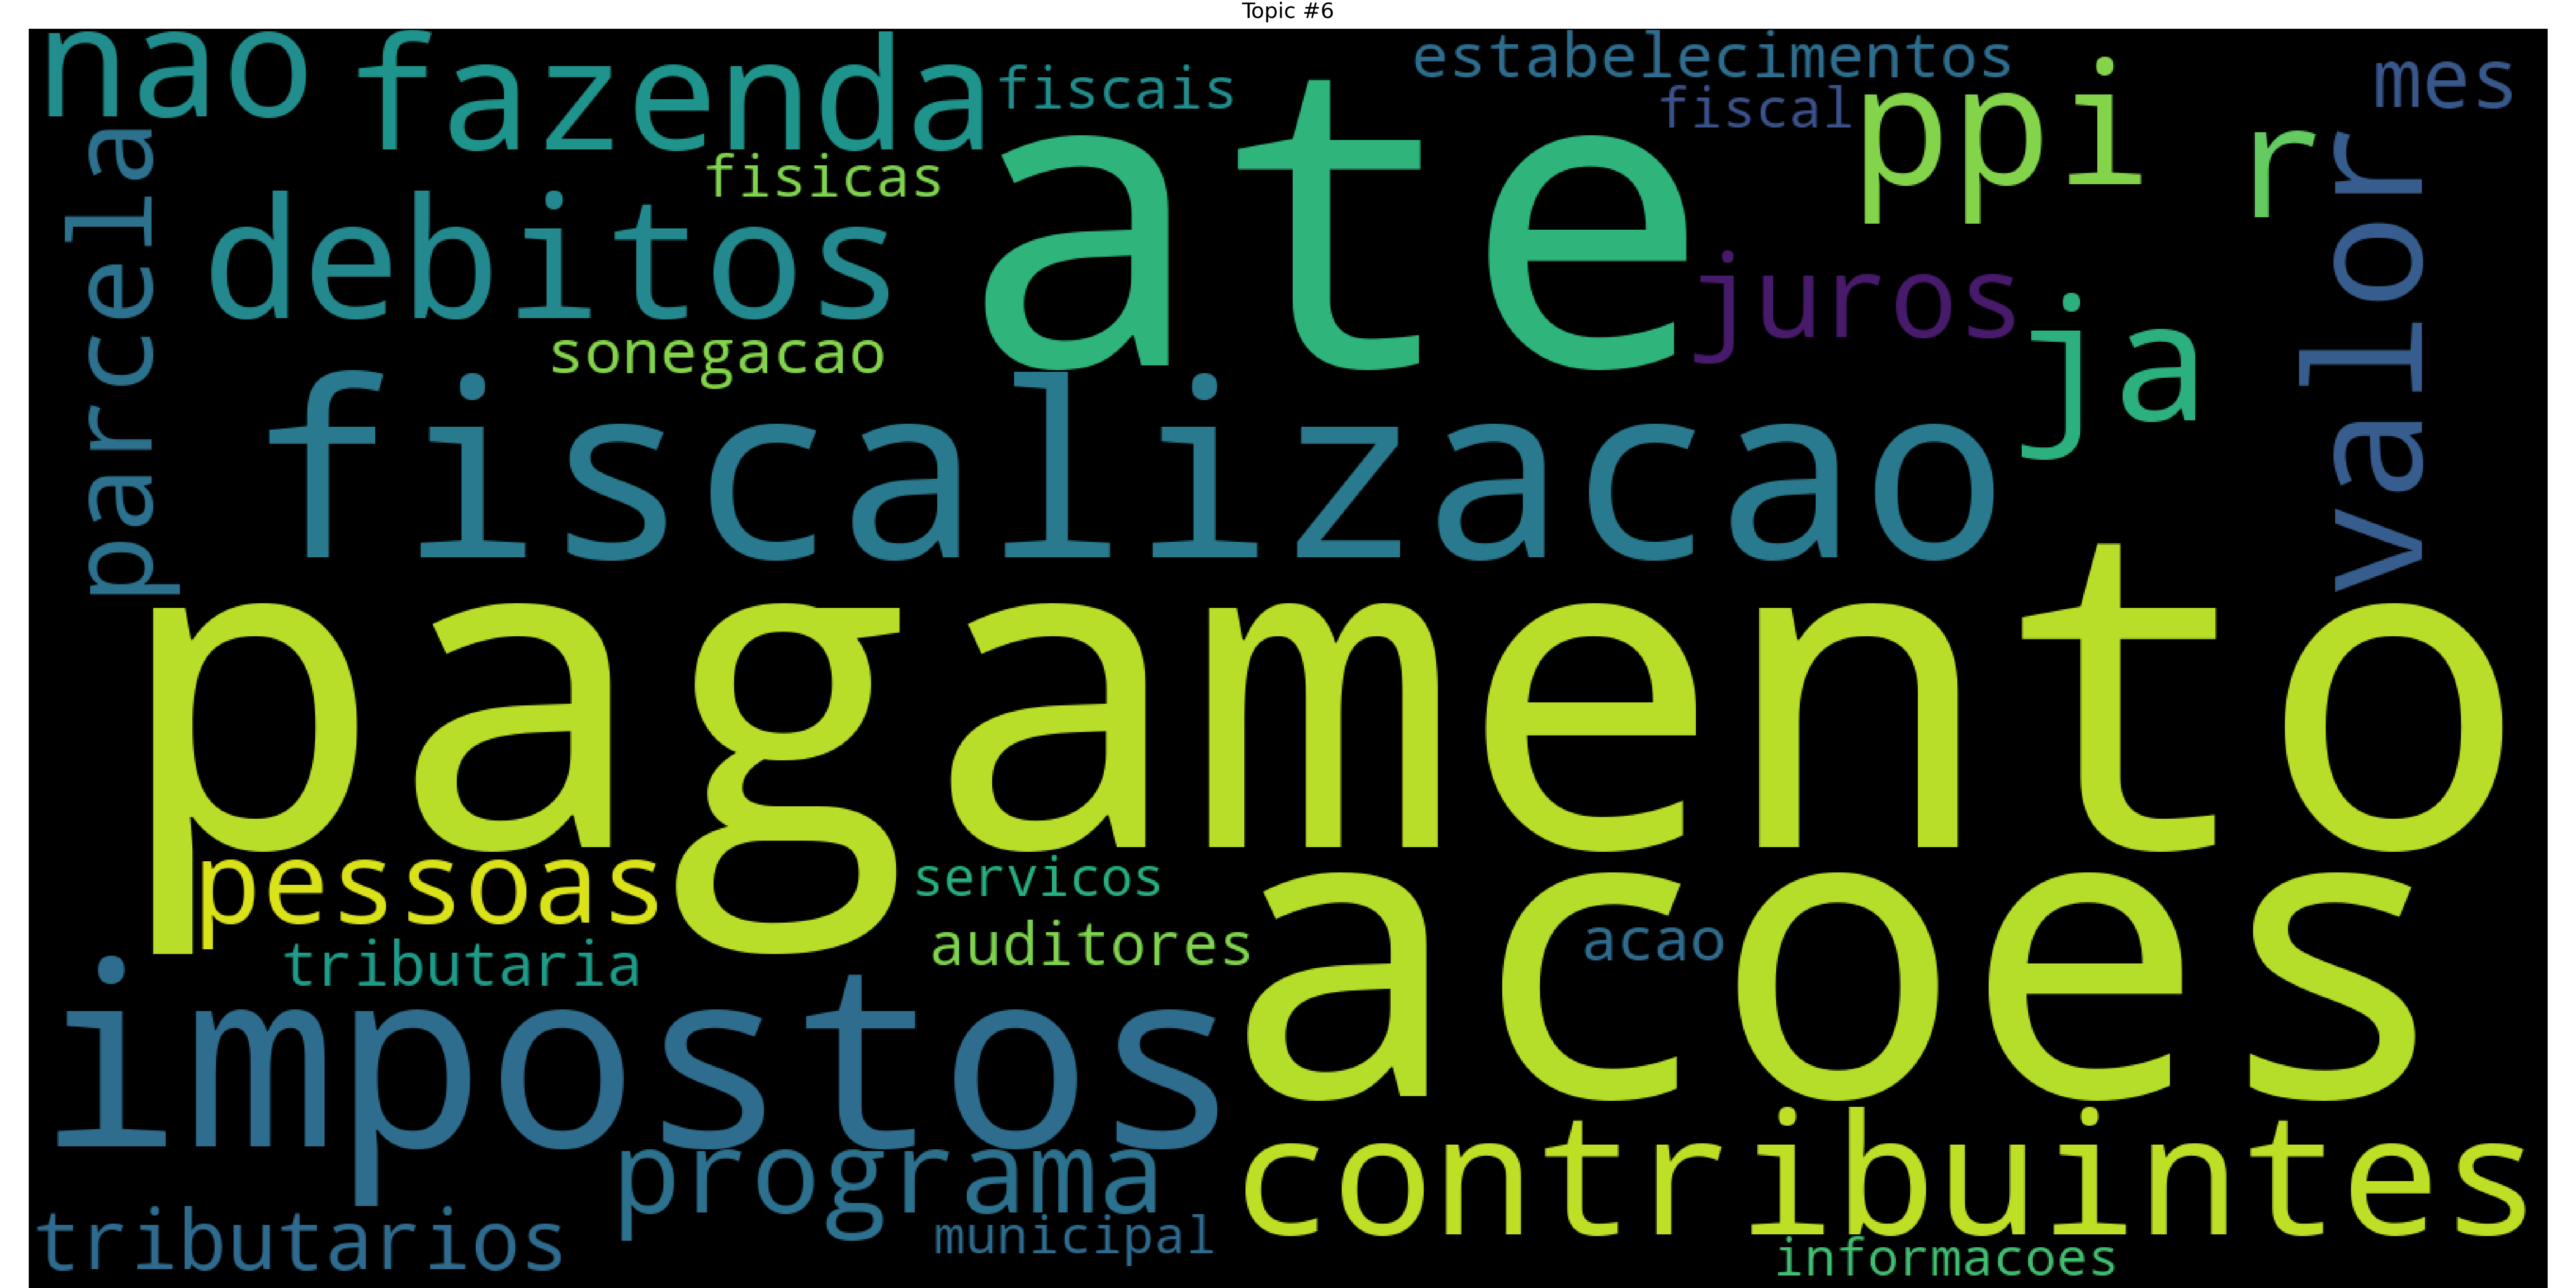 Topic #6
nao
fazenda
fiscais
estabelecimentos
mes
fiscal
ppi
r
parcela
fisicas
ate
valor
debitos
juros
ja
sonegacao
fiscalizacao
pagamento
pessoas
servicos
acoes
auditores
acao
tributaria
impostos
contribuintes
programa
tributarios
municipal
informacoes